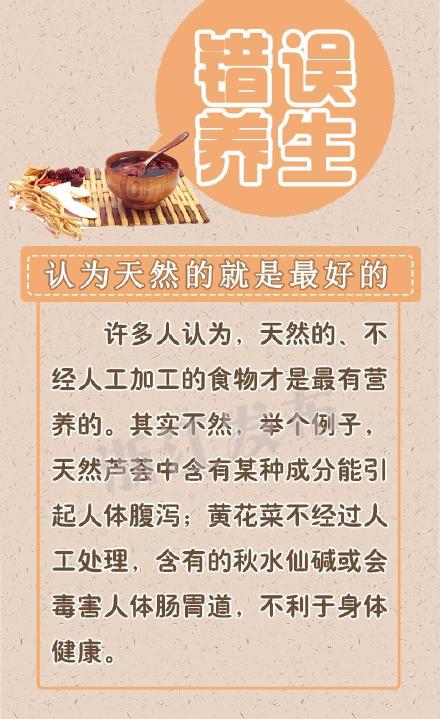 错误
养生
认为天然的就是最好的
许多人认为，天然的、不
经人工加工的食物才是最有营
养的。其实不然，举个例子，
天然芦荟中含有某种成分能引
起人体腹泻；黄花菜不经过人
工处理，含有的秋水仙碱或会
毒害人体肠胃道，不利于身体
健康。
浙江发布